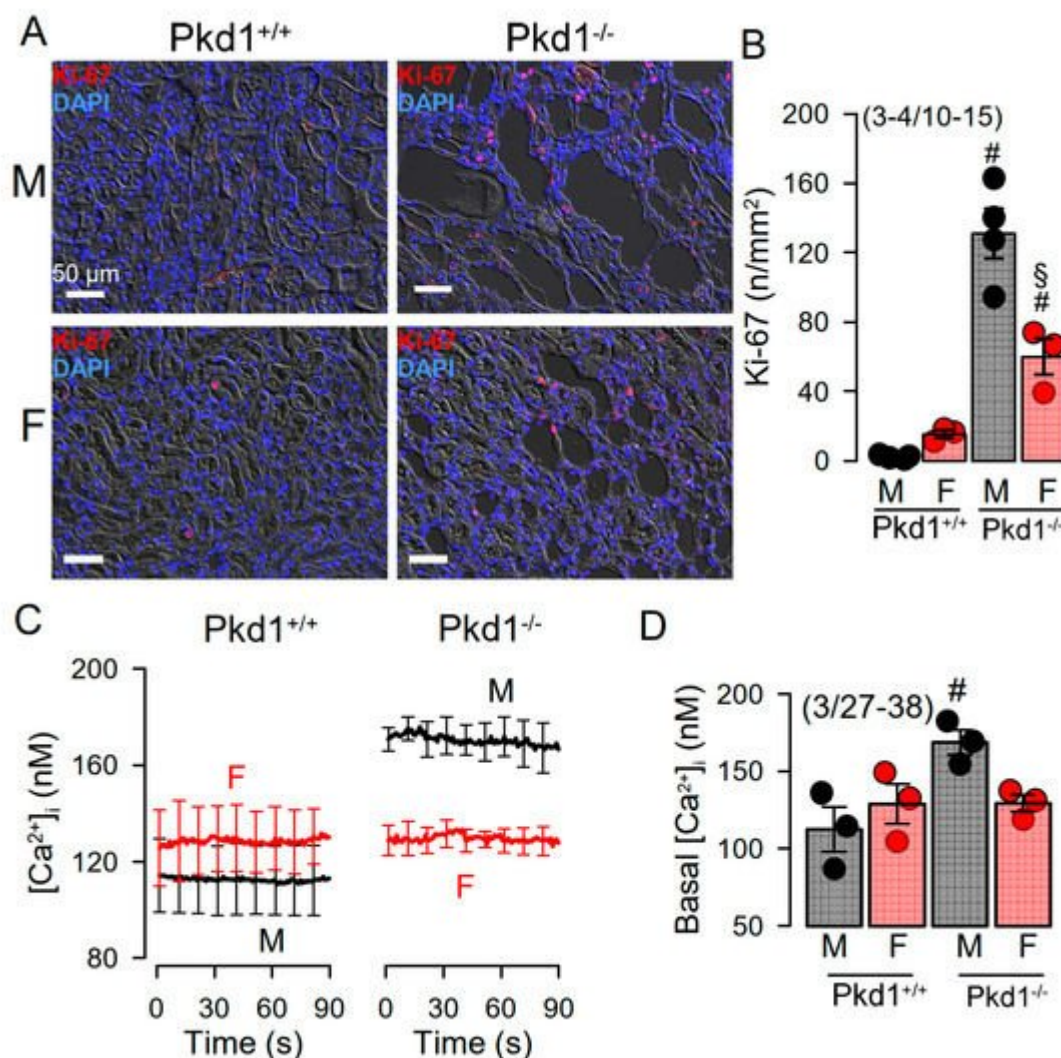 A
Pkd1+/+
Pkd1-/-
M
Ki-67
DAPI
50 µm
Ki-67
DAPI
F
Ki-67
DAPI
Ki-67
DAPI
B
(3-4/10-15)
Ki-67 (n/mm²)
200
160
120
80
40
0
#
§
#
M F M F
Pkd1+/+ Pkd1-/-
C
Pkd1+/+
Pkd1-/-
[Ca2+]i (nM)
200
160
120
80
F
M
M
F
0 30 60 90
0 30 60 90
Time (s)
Time (s)
D
(3/27-38)
#
Basal [Ca2+]i (nM)
200
150
100
50
M F M F
Pkd1+/+ Pkd1-/-